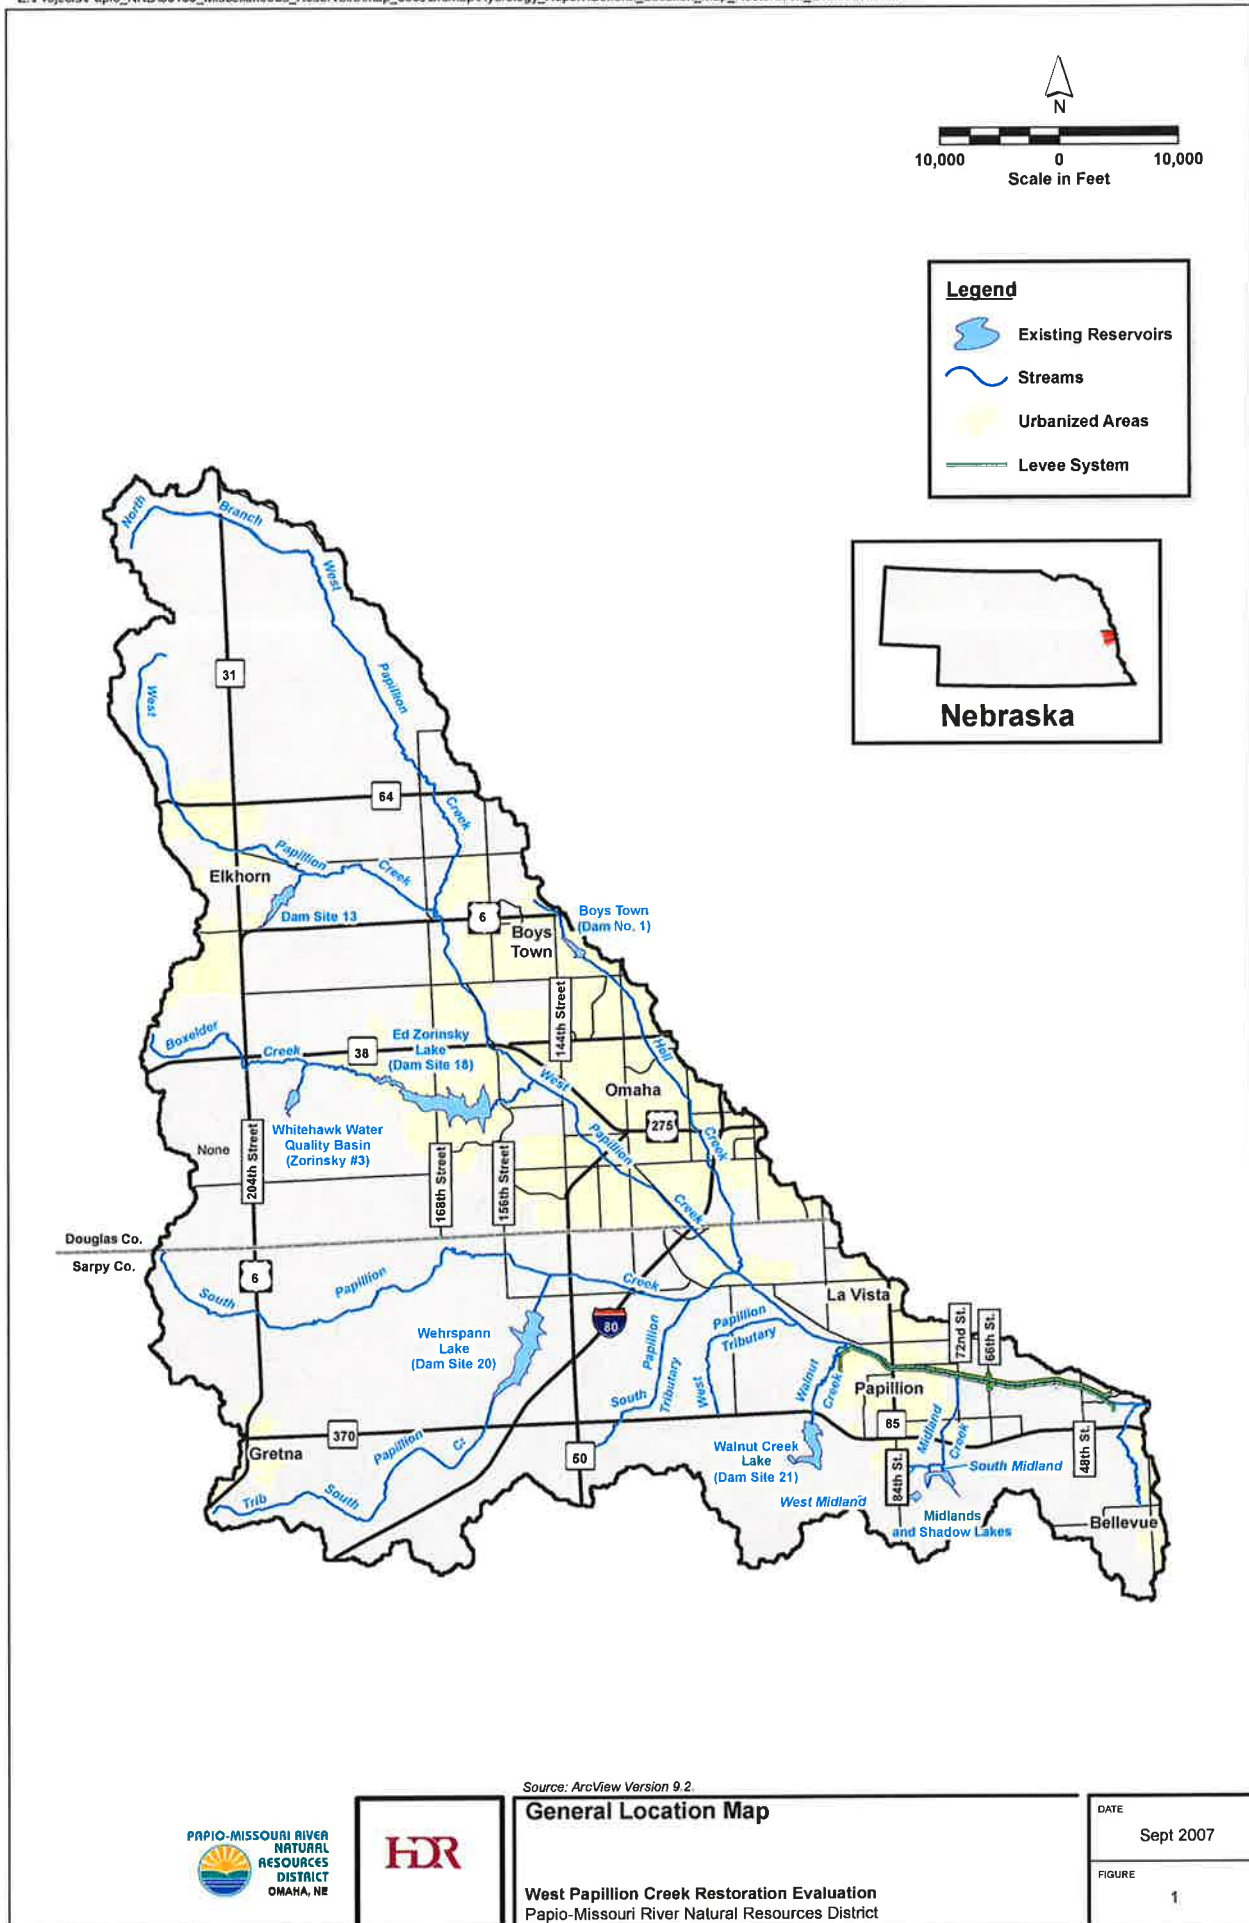 N
10,000 0 10,000
Scale in Feet
Legend
Existing Reservoirs
Streams
Urbanized Areas
Levee System
Nebraska
North
Branch
West
Papillion
Creek
31
West
64
Papillion
Creek
Elkhorn
Dam Site 13
6
Boys
Town
Boys Town
(Dam No. 1)
144th Street
Boxelder
Creek
38
Ed Zorinsky
Lake
(Dam Site 18)
West
Papillion
Creek
Hell
Creek
Omaha
275
Whitehawk Water
Quality Basin
(Zorinsky #3)
None
204th Street
168th Street
156th Street
Douglas Co.
Sarpy Co.
6
South
Papillion
Creek
80
Wehrspann
Lake
(Dam Site 20)
South
Papillion
Tributary
West
Papillion
Tributary
La Vista
72nd St.
66th St.
Walnut
Creek
Papillion
85
Midland
Creek
370
Gretna
Papillion
Cr
Trib
South
50
Walnut Creek
Lake
(Dam Site 21)
84th St.
48th St.
South Midland
West Midland
Midlands
and Shadow Lakes
Bellevue
Source: ArcView Version 9.2.
PAPIO-MISSOURI RIVER
NATURAL
RESOURCES
DISTRICT
OMAHA, NE
HDR
General Location Map
West Papillion Creek Restoration Evaluation
Papio-Missouri River Natural Resources District
DATE
Sept 2007
FIGURE
1